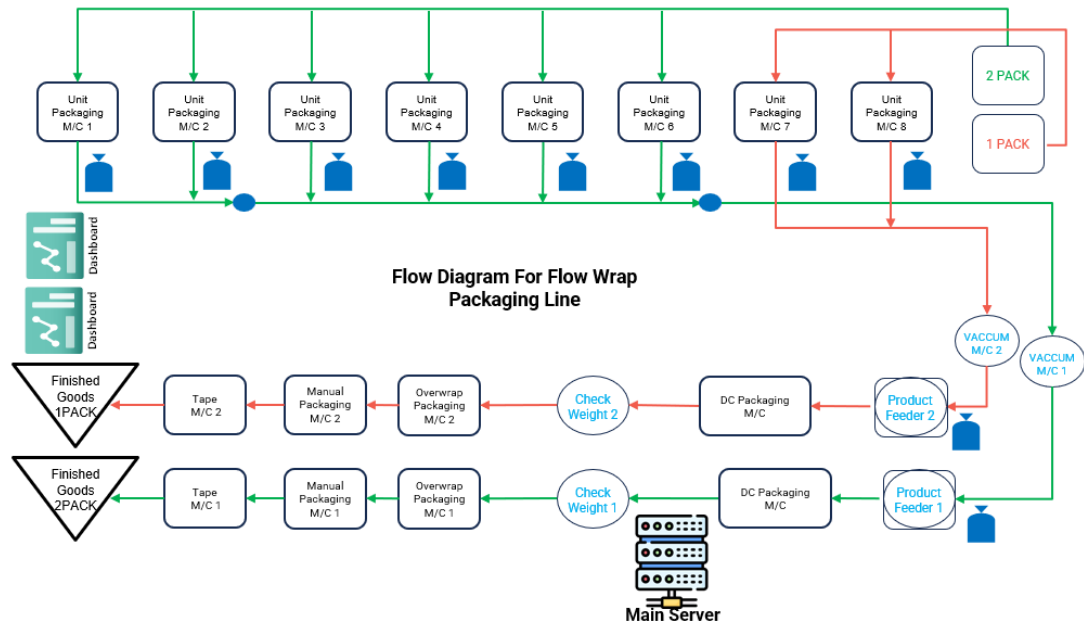 2 PACK
Unit
Packaging
M/C 1
Unit
Packaging
M/C 2
Unit
Packaging
M/C 3
Unit
Packaging
M/C 4
Unit
Packaging
M/C 5
Unit
Packaging
M/C 6
Unit
Packaging
M/C 7
Unit
Packaging
M/C 8
1 PACK
Dashboard
Dashboard
Flow Diagram For Flow Wrap
Packaging Line
VACCUM
M/C 2
VACCUM
M/C 1
Finished
Goods
1PACK
Tape
M/C 2
Manual
Packaging
M/C 2
Overwrap
Packaging
M/C 2
Check
Weight 2
DC Packaging
M/C
Product
Feeder 2
Finished
Goods
2PACK
Tape
M/C 1
Manual
Packaging
M/C 1
Overwrap
Packaging
M/C 1
Check
Weight 1
DC Packaging
M/C
Product
Feeder 1
Main Server